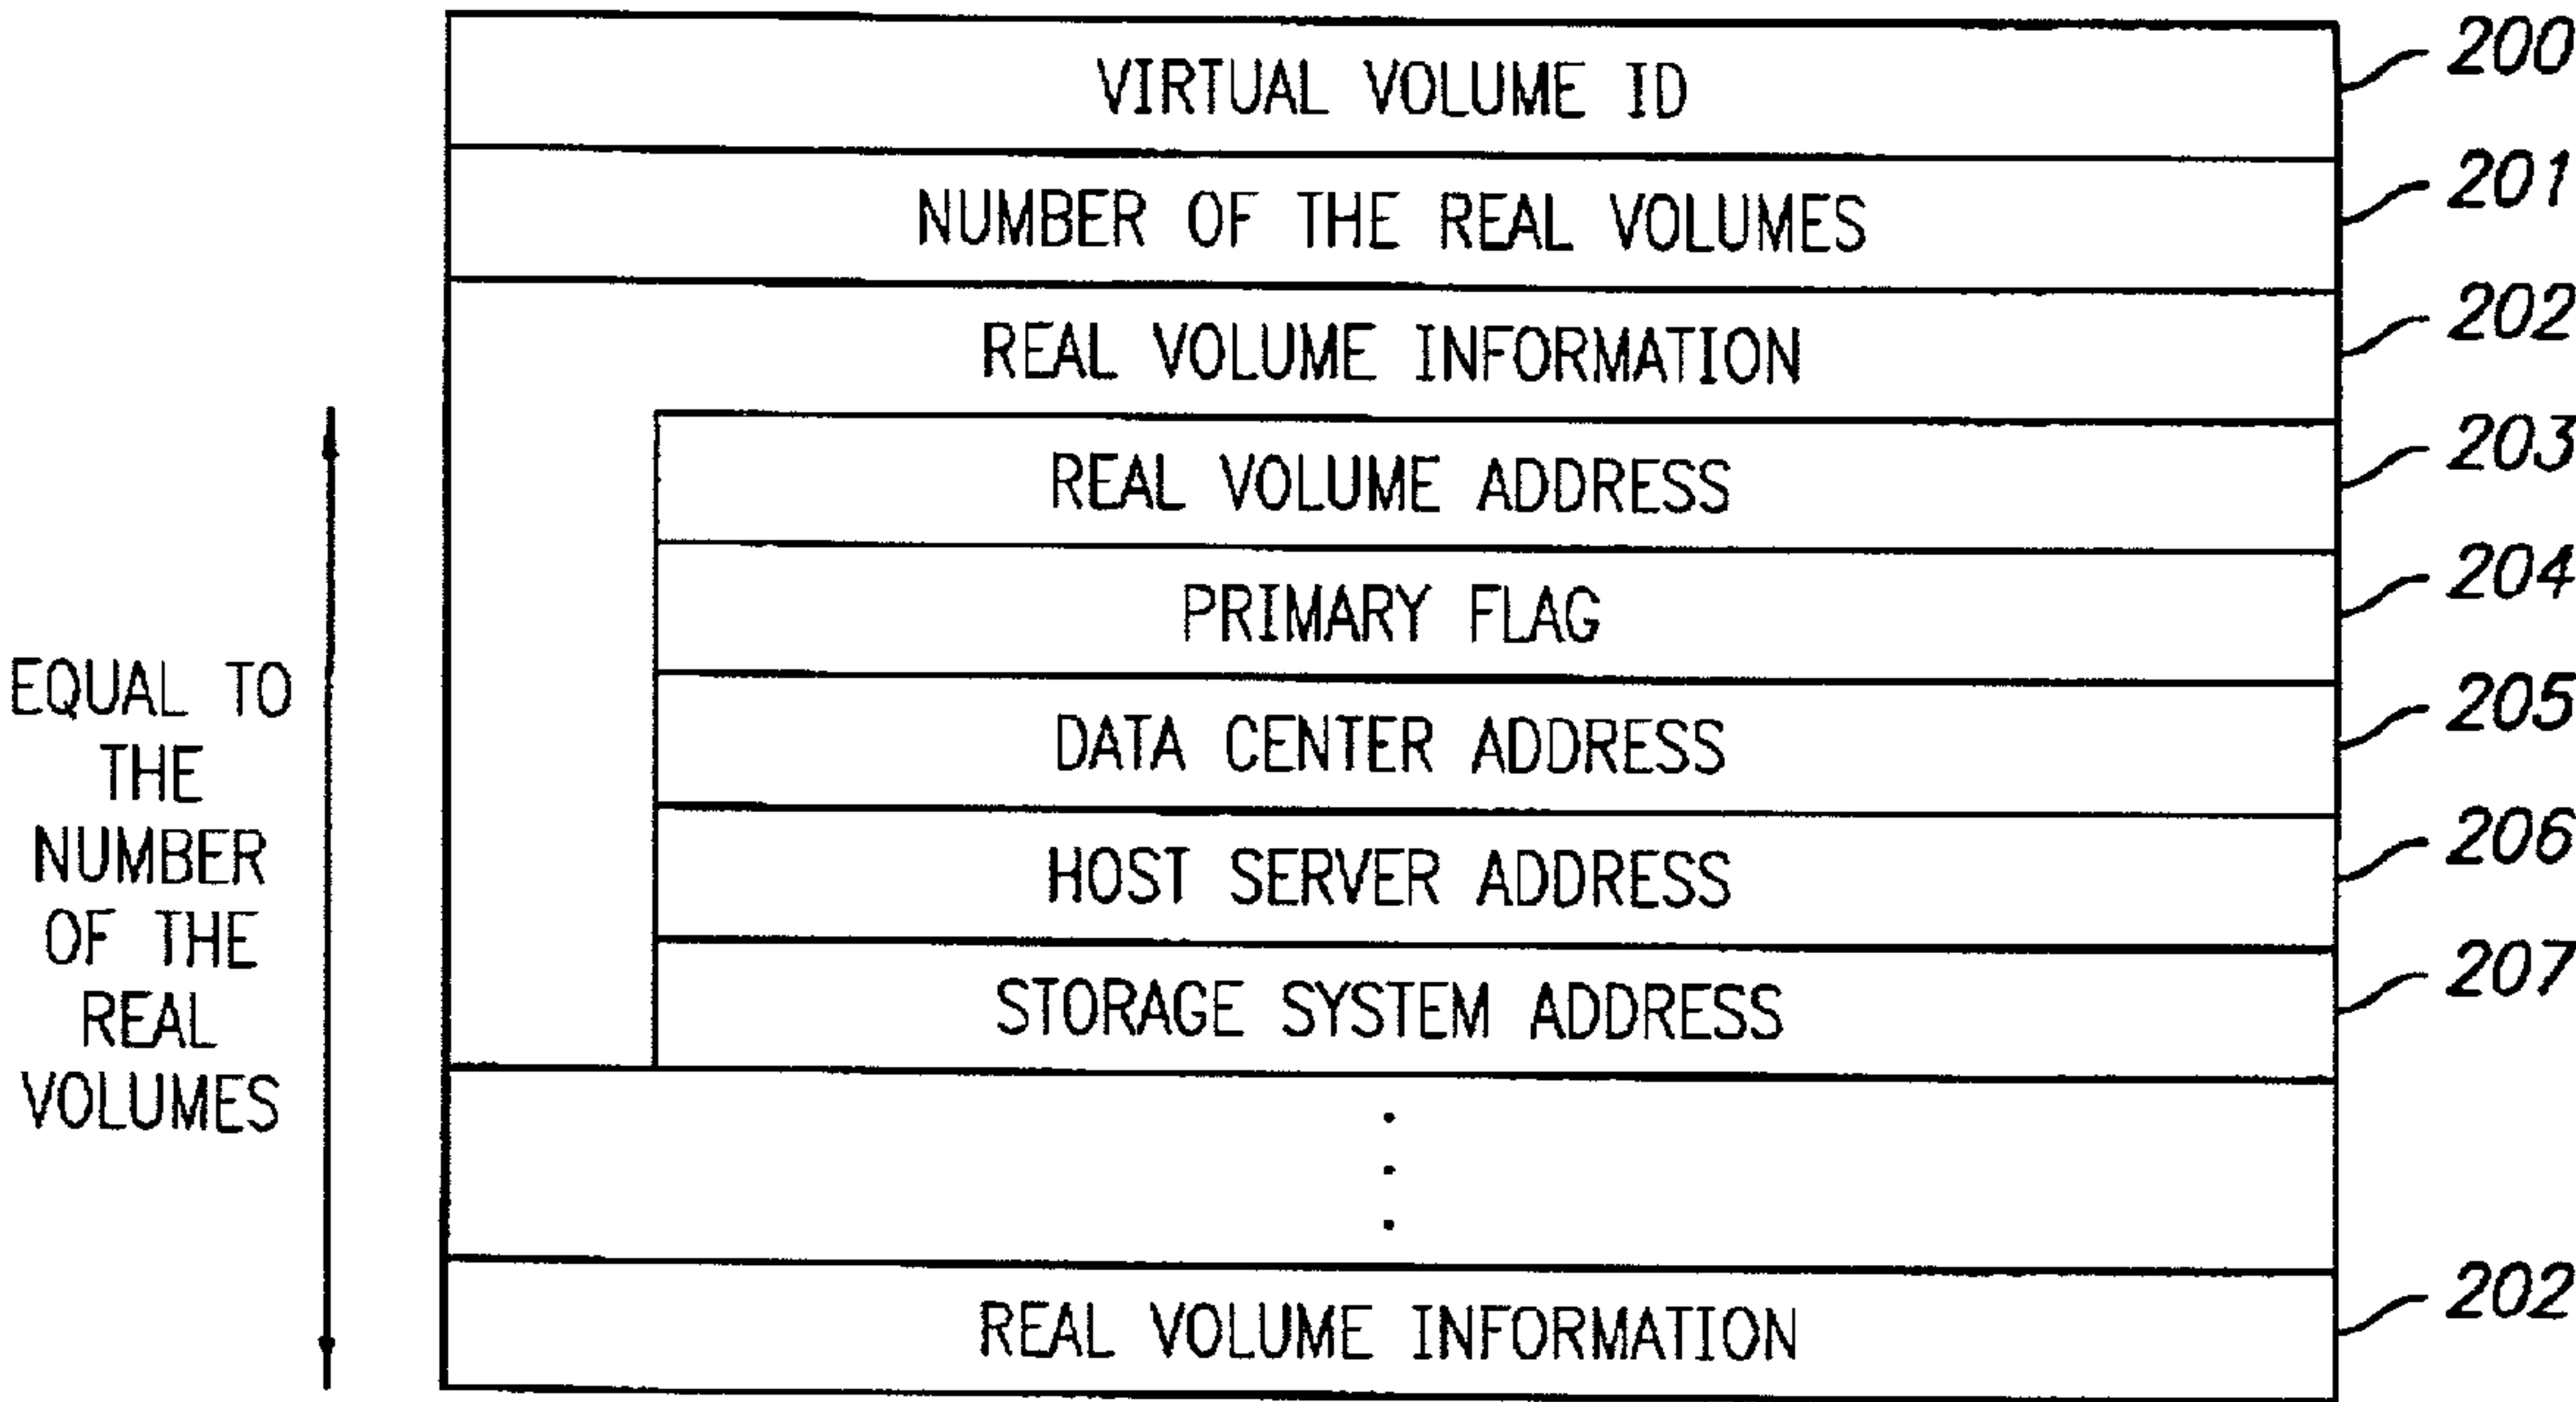 VIRTUAL VOLUME ID 200
NUMBER OF THE REAL VOLUMES 201
REAL VOLUME INFORMATION 202
REAL VOLUME ADDRESS 203
PRIMARY FLAG 204
DATA CENTER ADDRESS 205
HOST SERVER ADDRESS 206
STORAGE SYSTEM ADDRESS 207
REAL VOLUME INFORMATION 202
EQUAL TO
THE
NUMBER
OF THE
REAL
VOLUMES